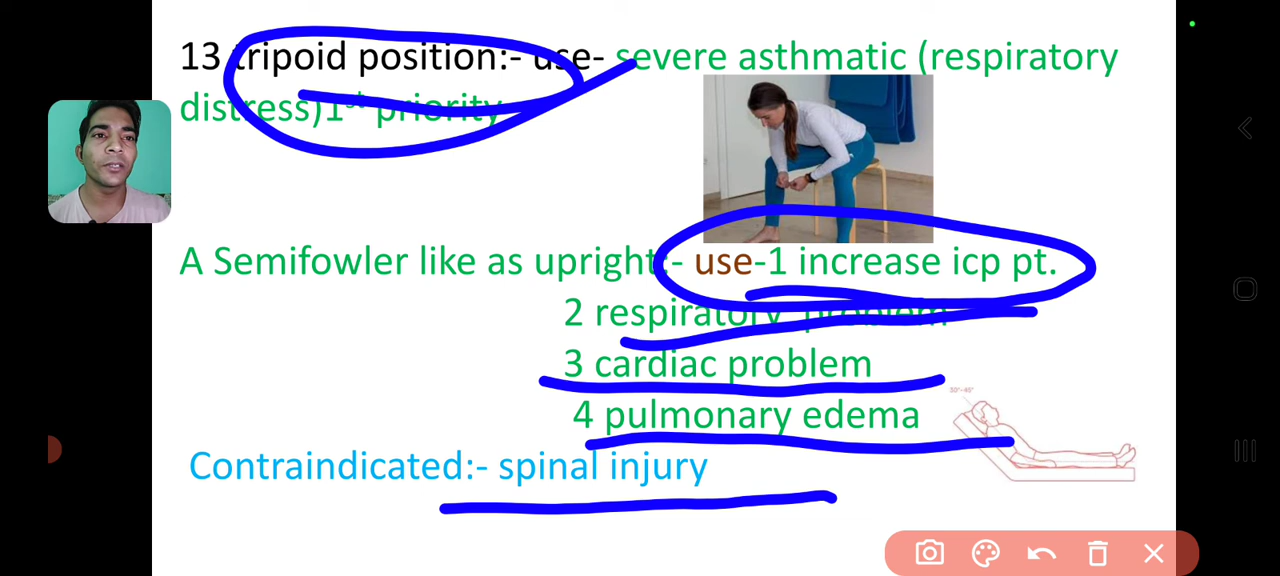 13 tripoid position:- use- severe asthmatic (respiratory
distress)1st priority
A Semifowler like as upright:- use-1 increase icp pt.
2 respiratory problem
3 cardiac problem
4 pulmonary edema
Contraindicated:- spinal injury